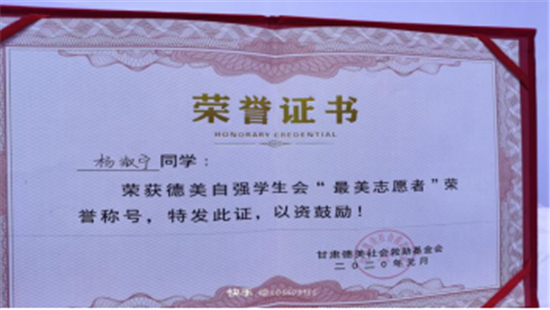 荣誉证书
HONORARY CREDENTIAL
杨淑宁同学：
荣获德美自强学生会“最美志愿者”荣
誉称号，特发此证，以资鼓励！
甘肃德美社会救助基金会
二〇二〇年元月
快手